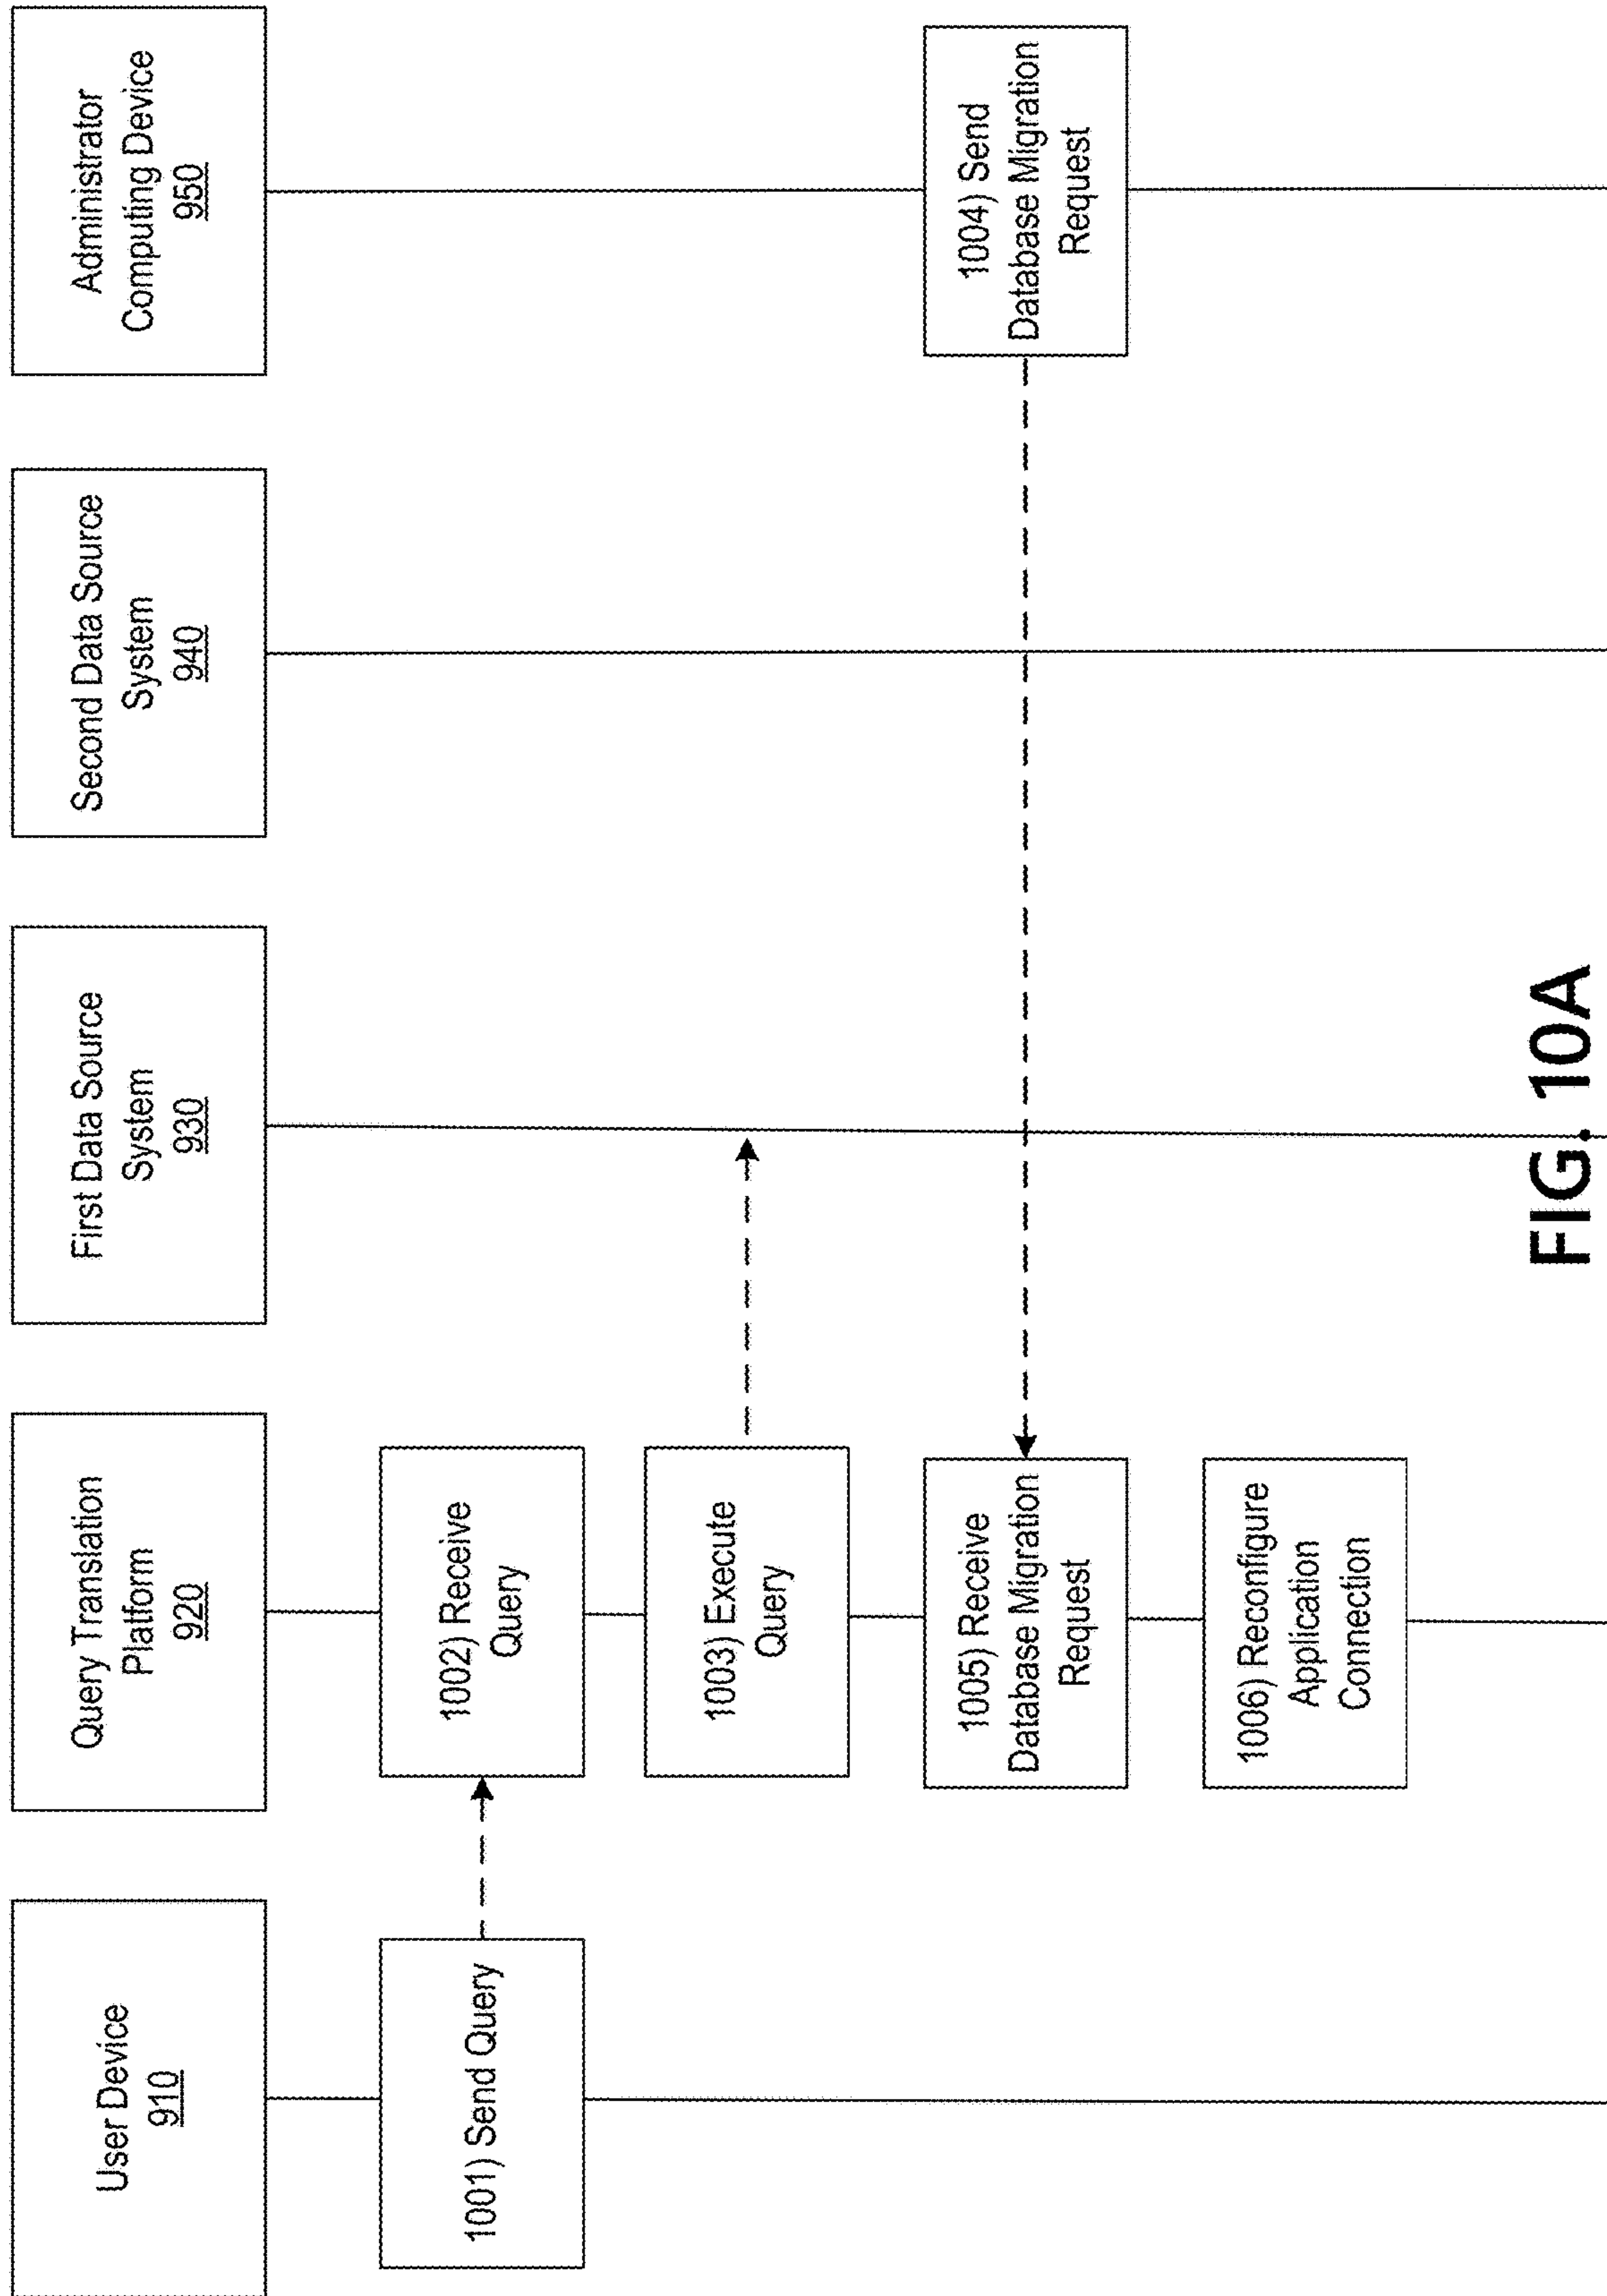 User Device
910
Query Translation
Platform
920
First Data Source
System
930
Second Data Source
System
940
Administrator
Computing Device
950
1001) Send Query
1002) Receive
Query
1003) Execute
Query
1004) Send
Database Migration
Request
1005) Receive
Database Migration
Request
1006) Reconfigure
Application
Connection
FIG. 10A